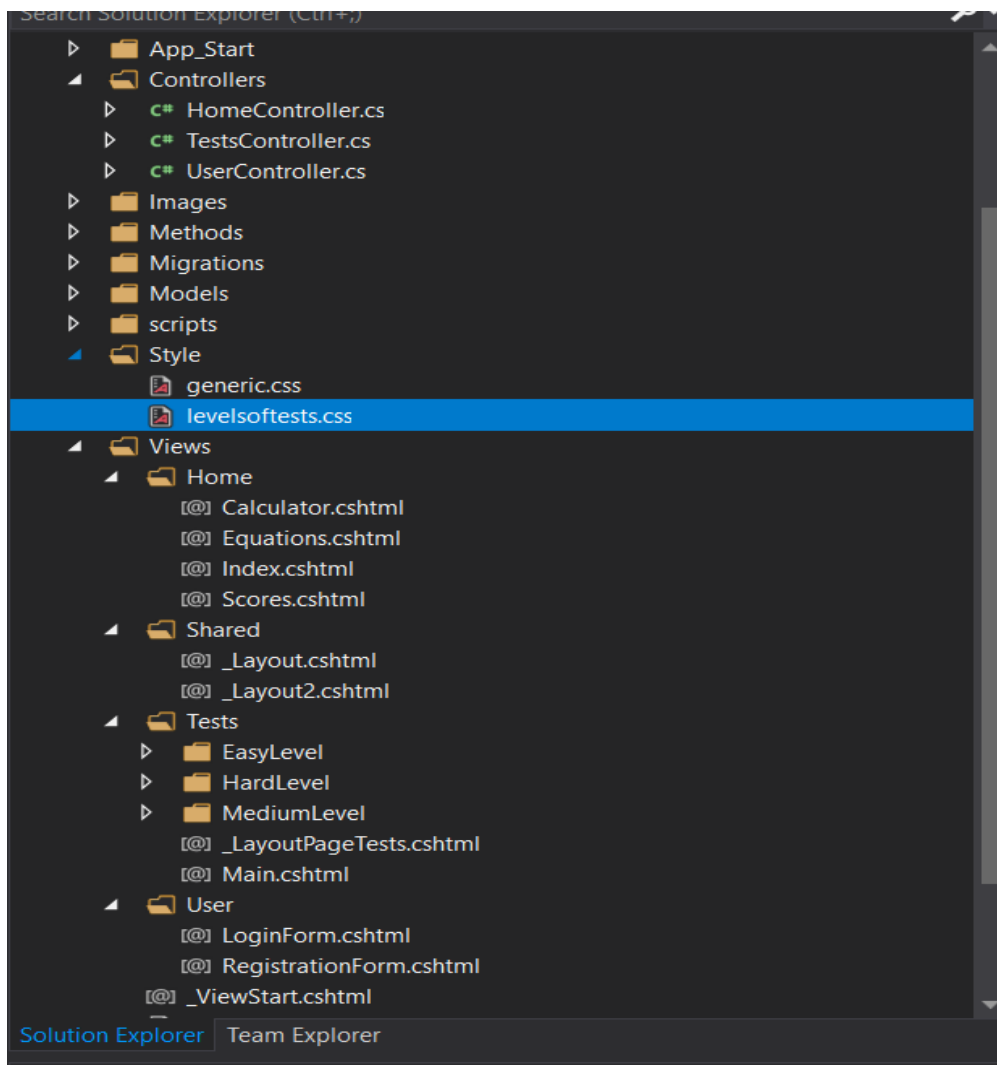 Search Solution Explorer (Ctrl+;)
App_Start
Controllers
C# HomeController.cs
C# TestsController.cs
C# UserController.cs
Images
Methods
Migrations
Models
scripts
Style
generic.css
levelsoftests.css
Views
Home
[@] Calculator.cshtml
[@] Equations.cshtml
[@] Index.cshtml
[@] Scores.cshtml
Shared
[@] _Layout.cshtml
[@] _Layout2.cshtml
Tests
EasyLevel
HardLevel
MediumLevel
[@] _LayoutPageTests.cshtml
[@] Main.cshtml
User
[@] LoginForm.cshtml
[@] RegistrationForm.cshtml
[@] _ViewStart.cshtml
Solution Explorer Team Explorer